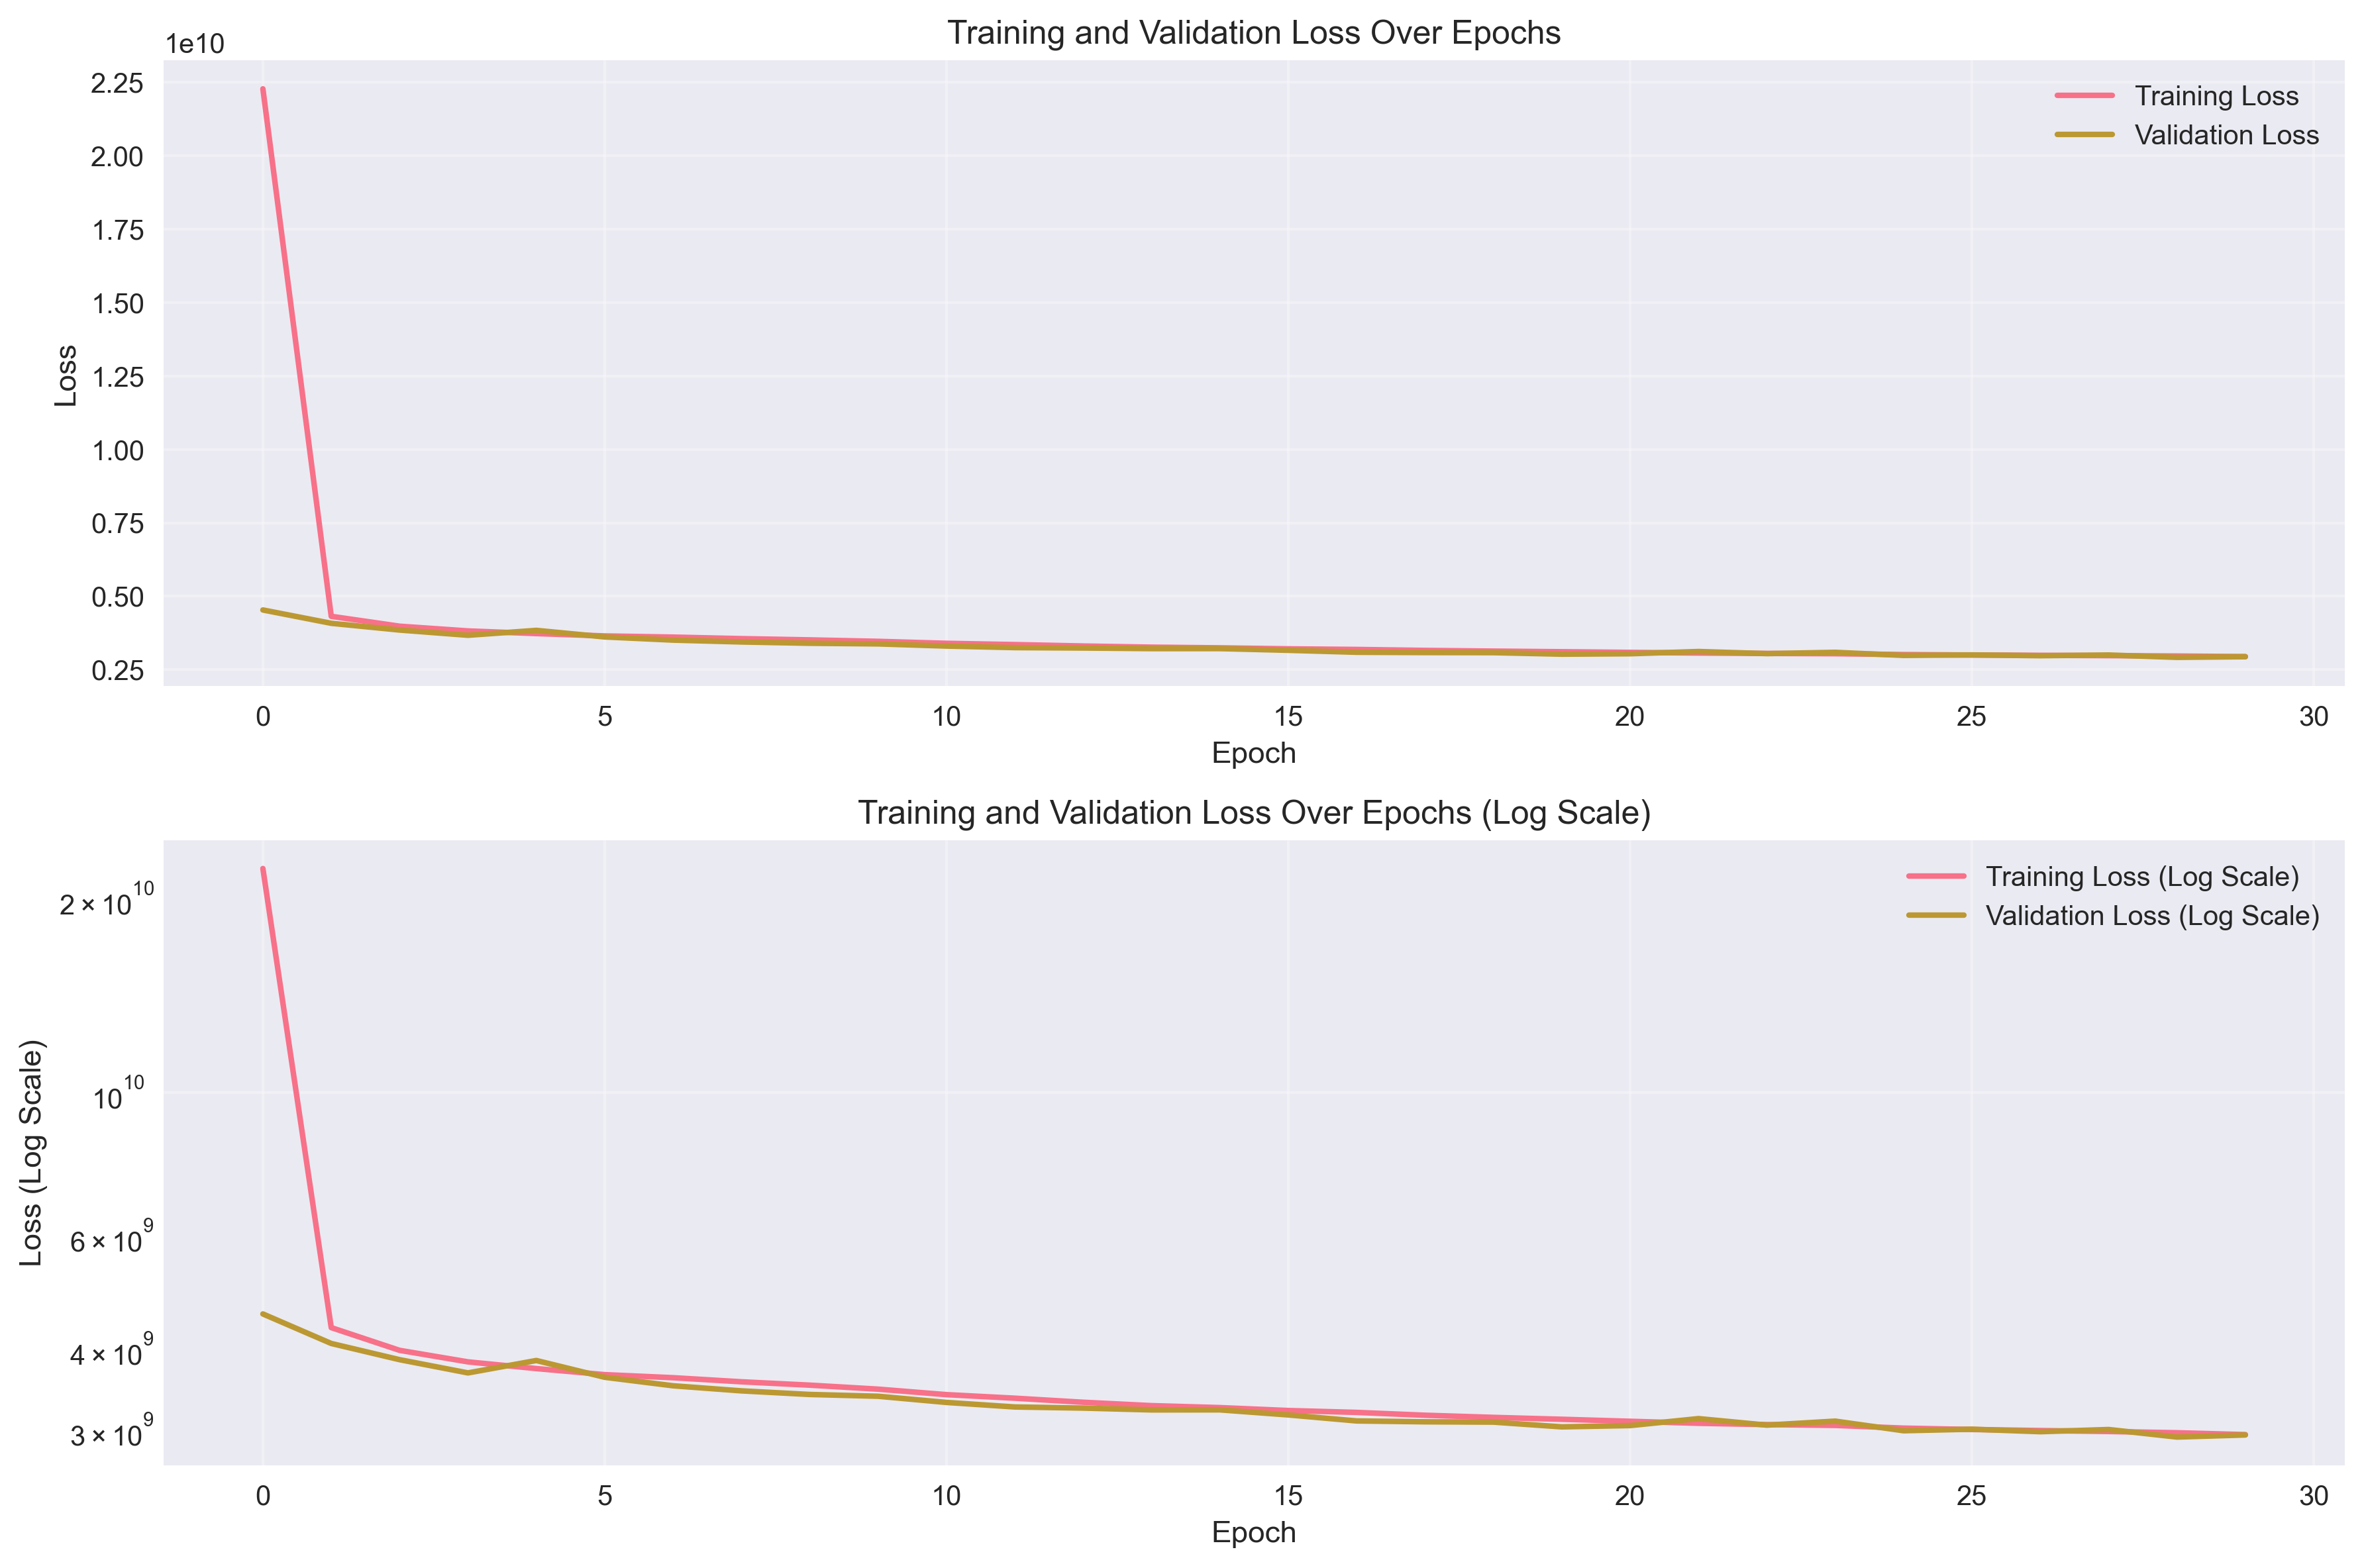 Training and Validation Loss Over Epochs
1e10
2.25
2.00
1.75
1.50
1.25
1.00
0.75
0.50
0.25
Loss
Training Loss
Validation Loss
0 5 10 15 20 25 30
Epoch
Training and Validation Loss Over Epochs (Log Scale)
2 × 10^10
10^10
6 × 10^9
4 × 10^9
3 × 10^9
Loss (Log Scale)
Training Loss (Log Scale)
Validation Loss (Log Scale)
0 5 10 15 20 25 30
Epoch